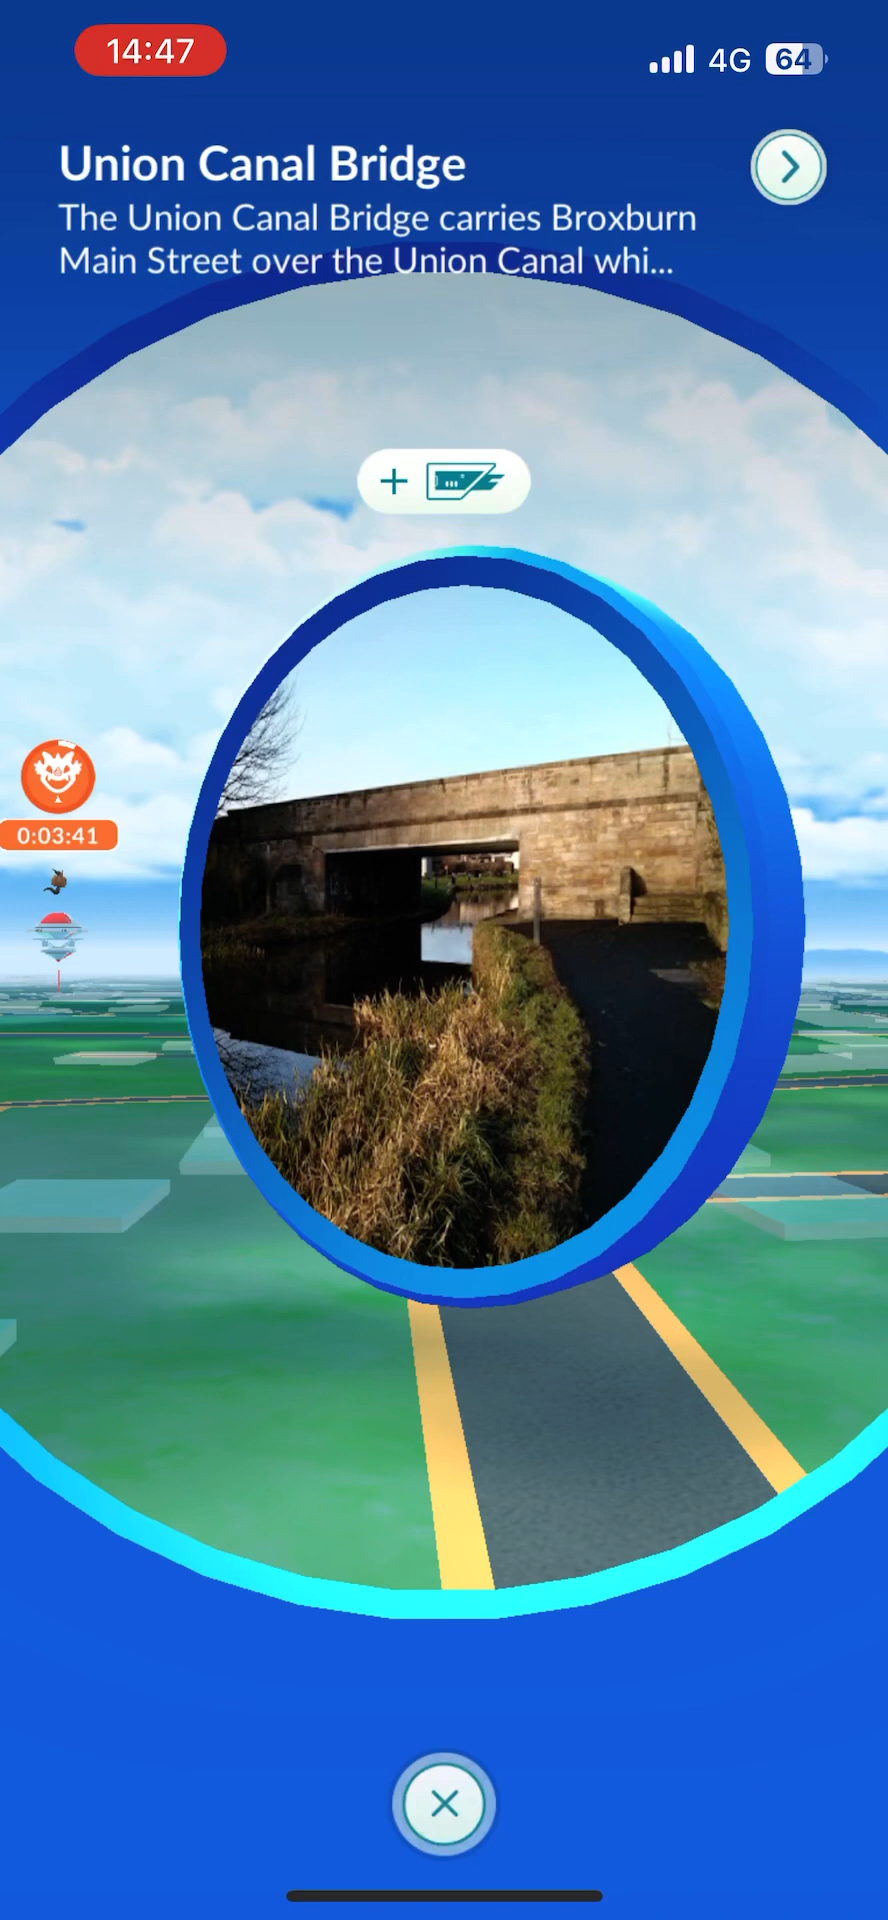 14:47
4G
64
Union Canal Bridge
The Union Canal Bridge carries Broxburn
Main Street over the Union Canal whi...
0:03:41